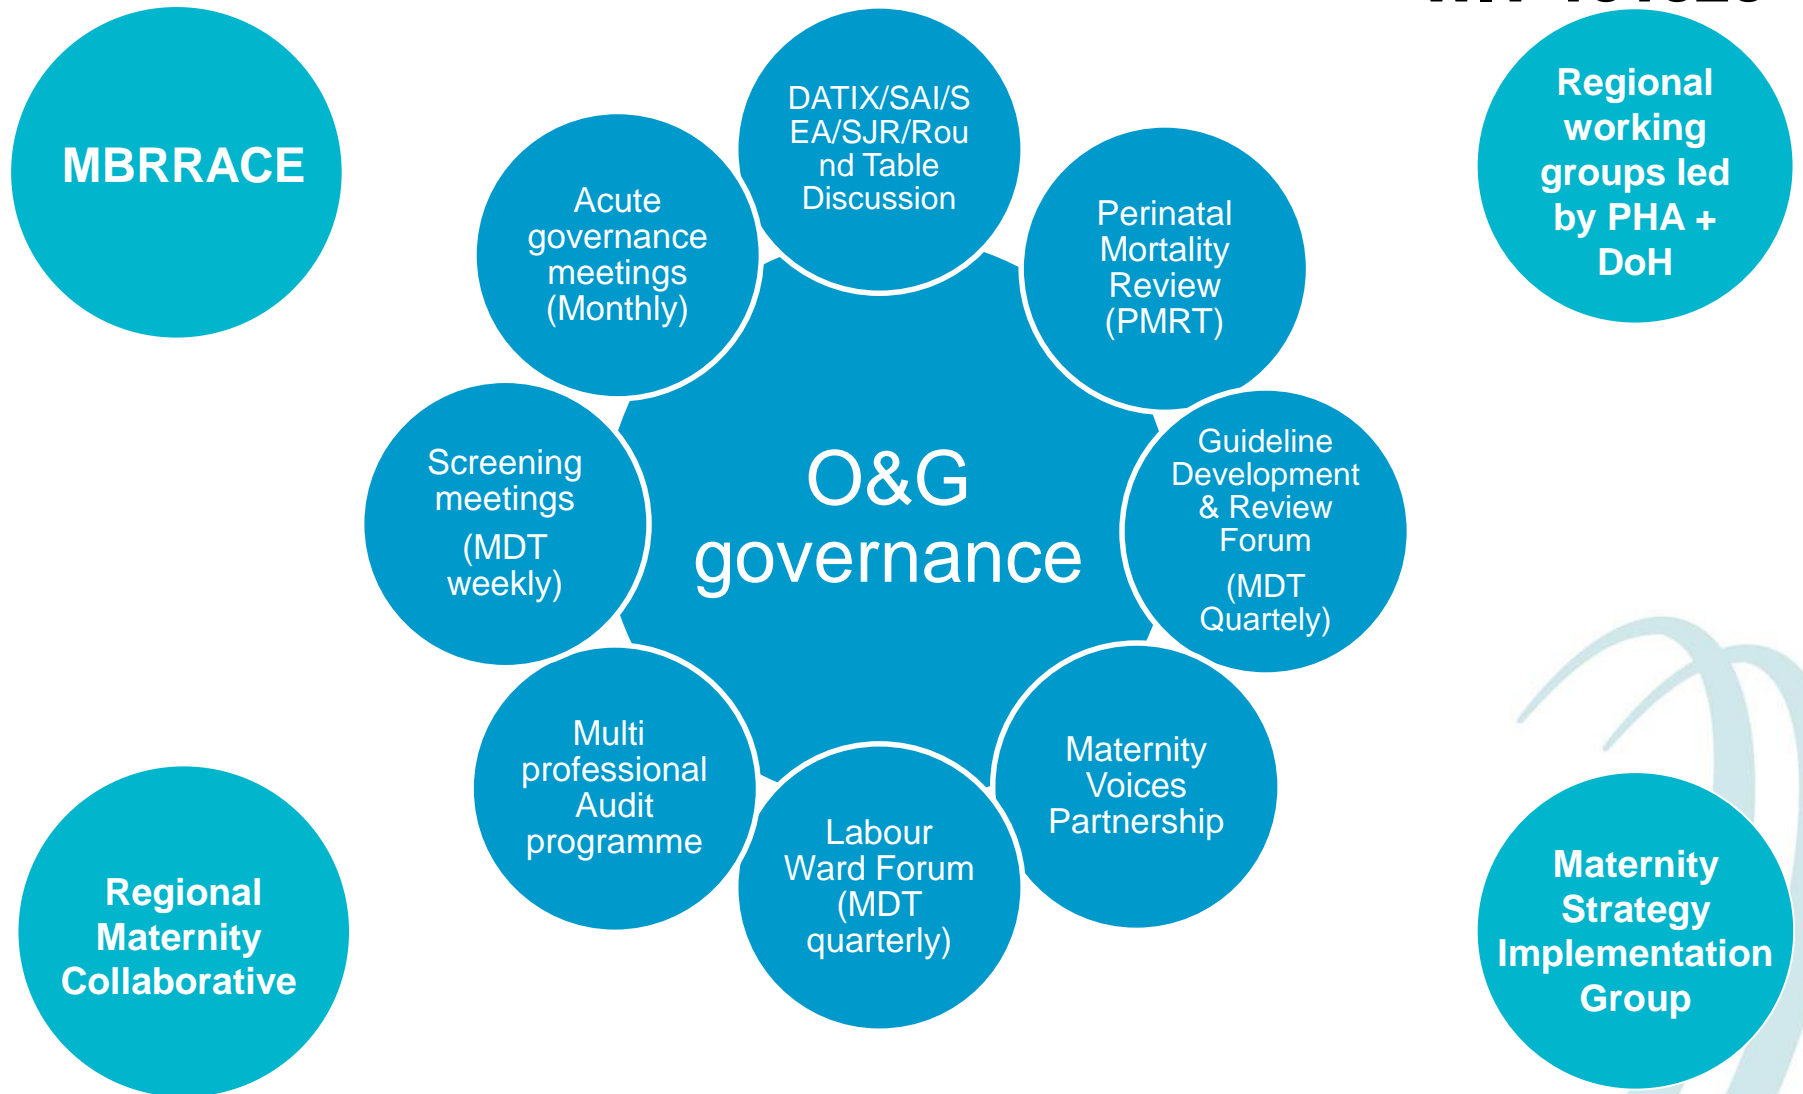 MBRRACE
DATIX/SAI/S
EA/SJR/Rou
nd Table
Discussion
Regional
working
groups led
by PHA +
DoH
Acute
governance
meetings
(Monthly)
Perinatal
Mortality
Review
(PMRT)
Screening
meetings
(MDT
weekly)
O&G
governance
Guideline
Development
& Review
Forum
(MDT
Quartely)
Multi
professional
Audit
programme
Labour
Ward Forum
(MDT
quarterly)
Maternity
Voices
Partnership
Regional
Maternity
Collaborative
Maternity
Strategy
Implementation
Group